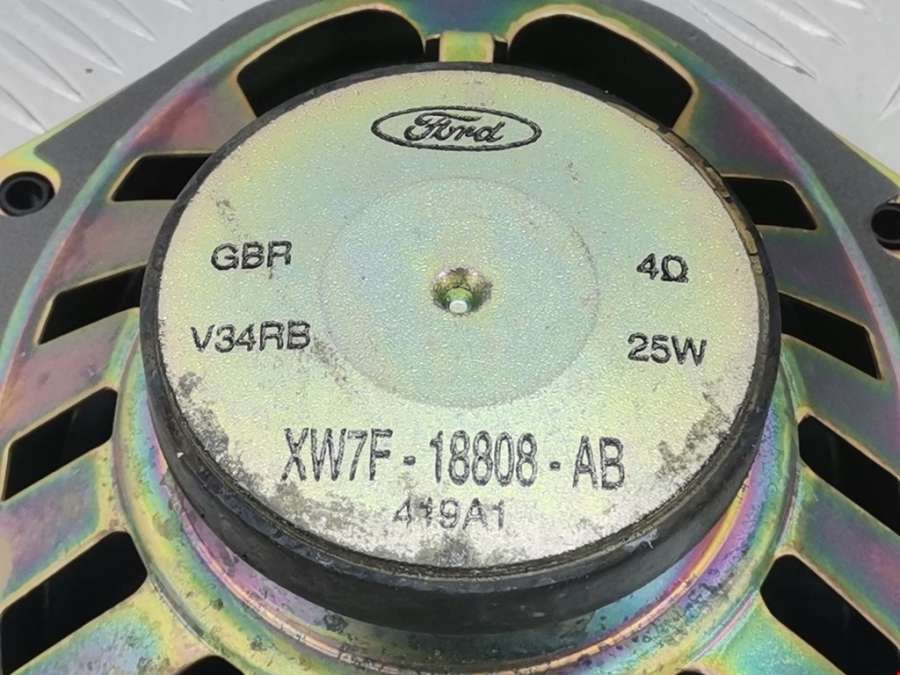 Ford
GBR 4Ω
V34RB 25W
XW7F-18808-AB
419A1